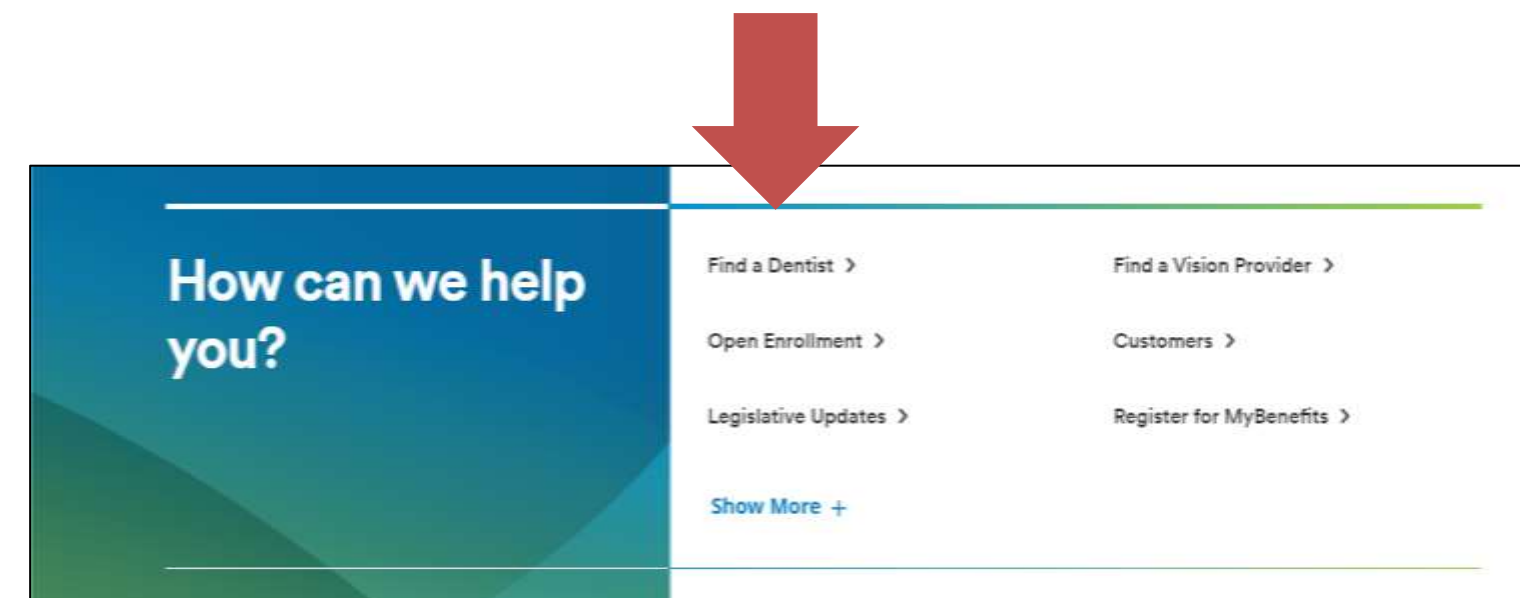 How can we help
you?
Find a Dentist >
Find a Vision Provider >
Open Enrollment >
Customers >
Legislative Updates >
Register for MyBenefits >
Show More +